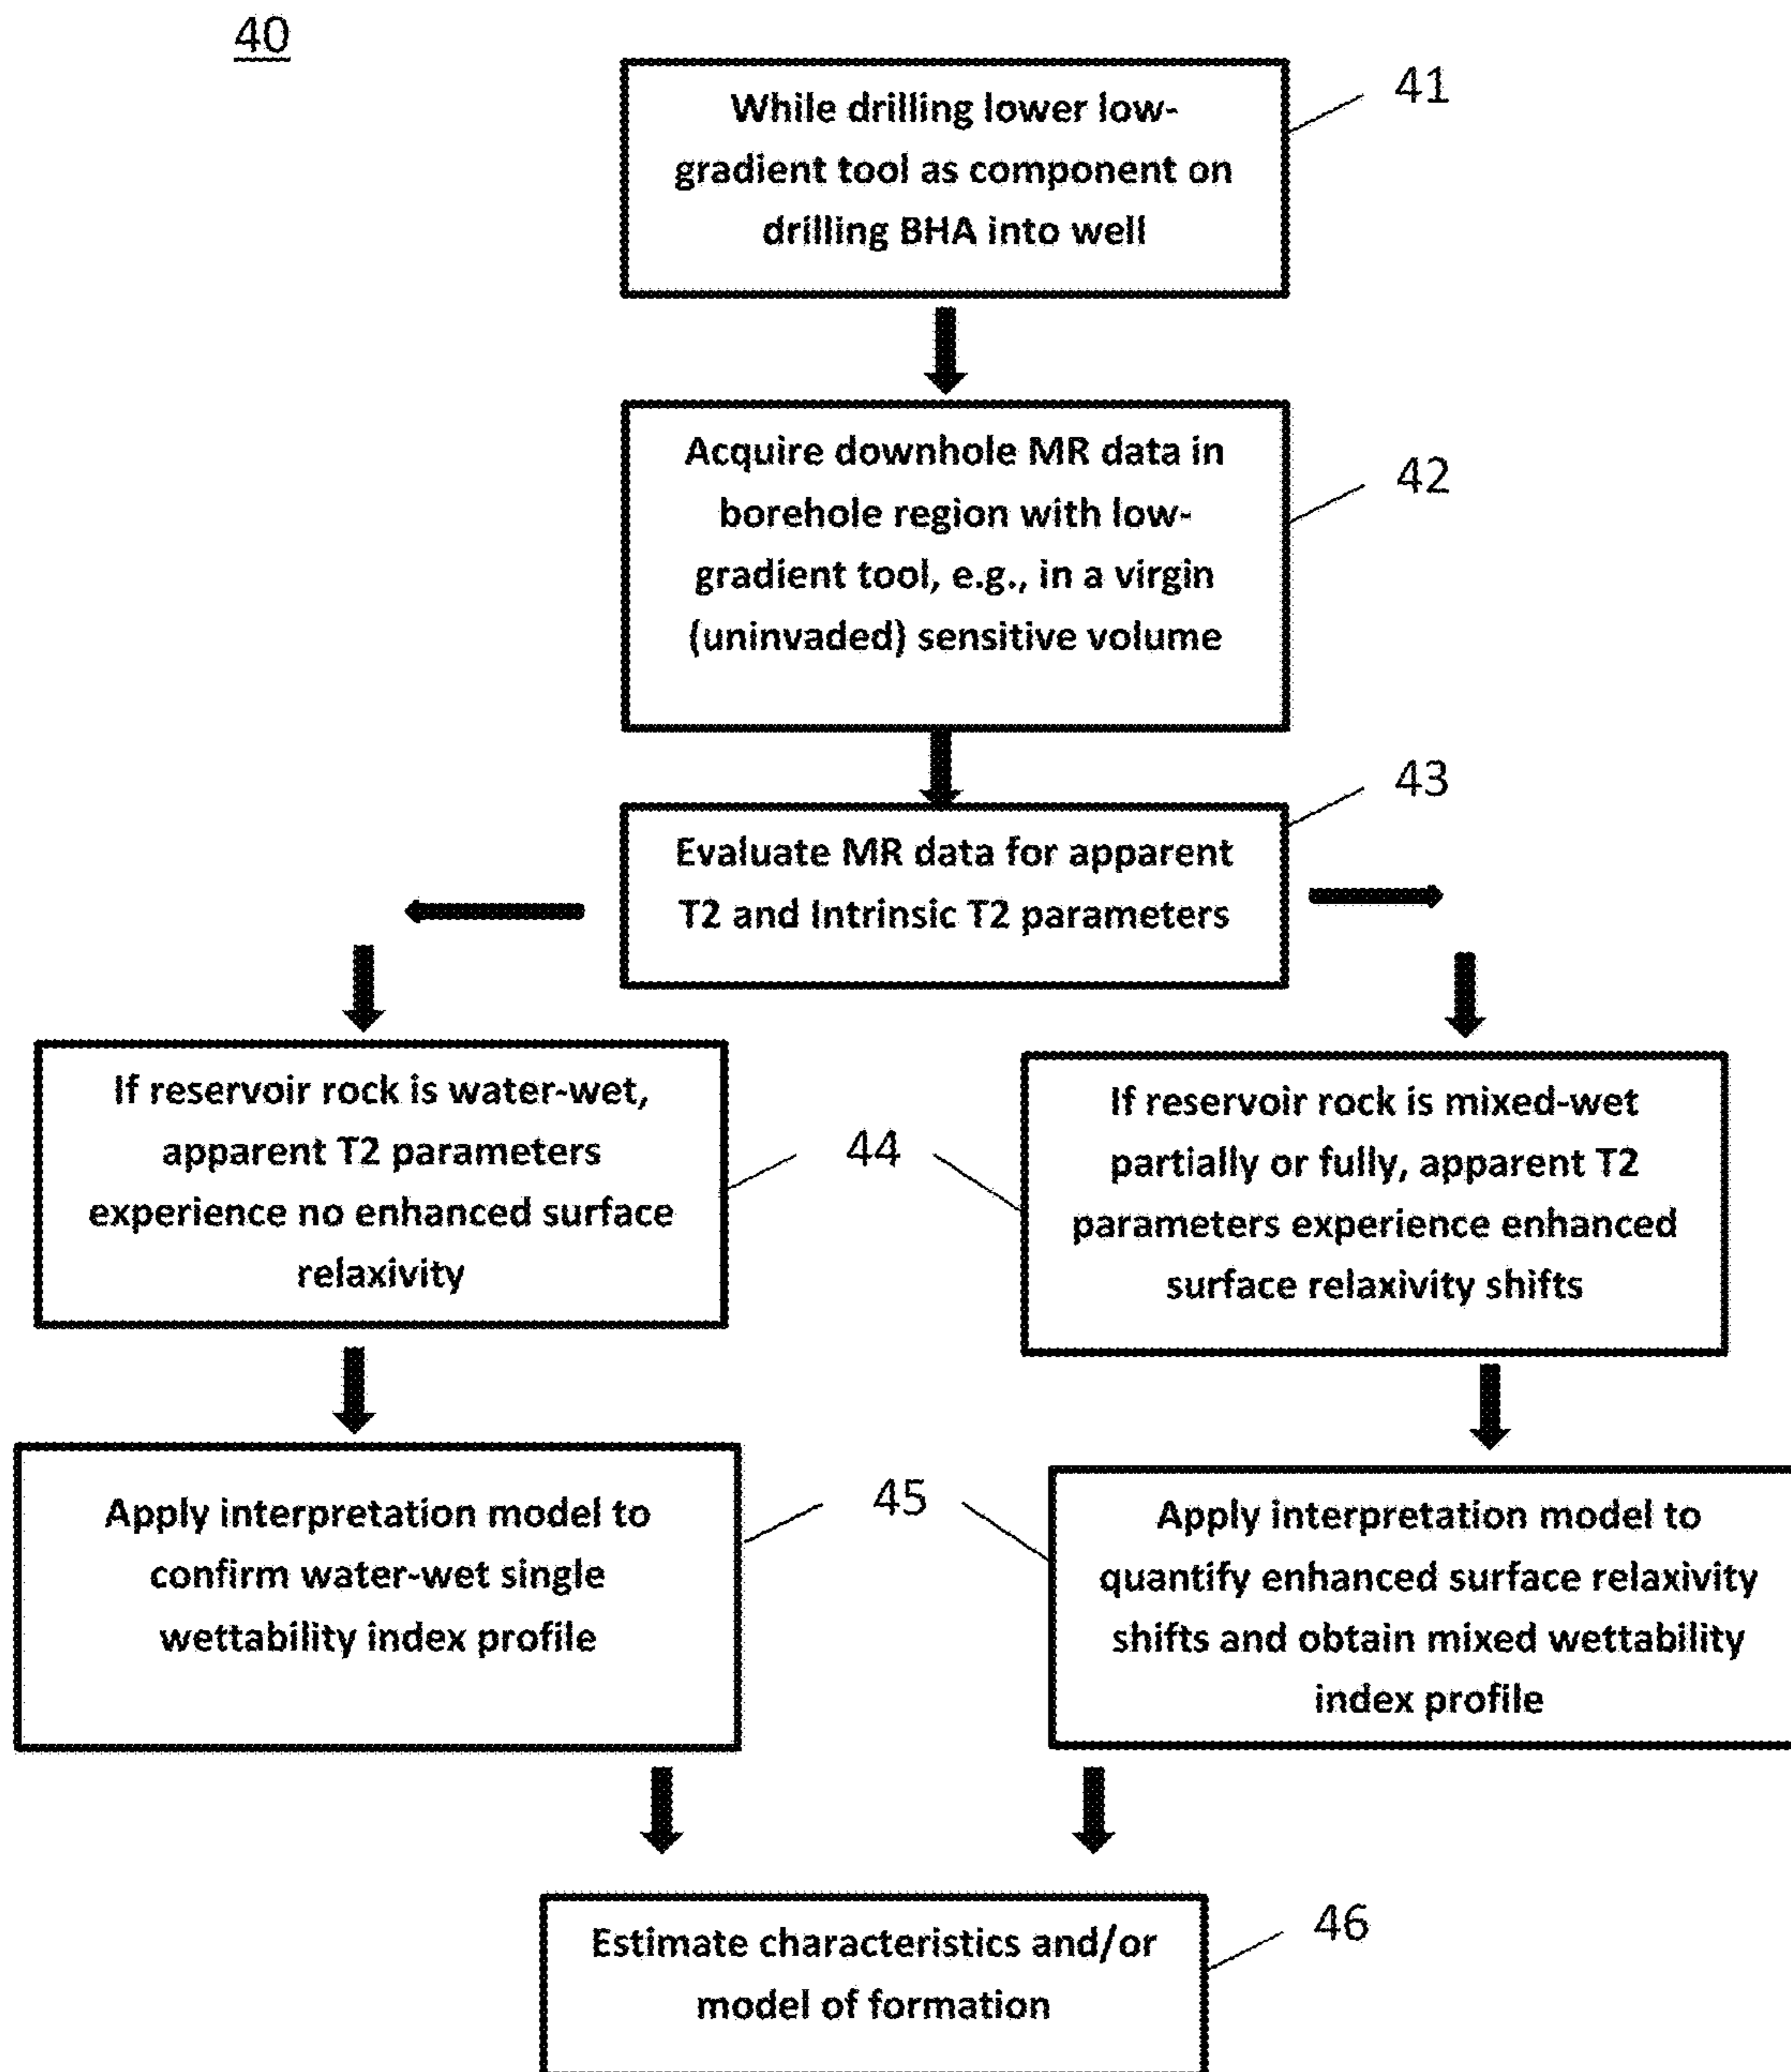 40
While drilling lower low-
gradient tool as component on
drilling BHA into well
41
Acquire downhole MR data in
borehole region with low-
gradient tool, e.g., in a virgin
(uninvaded) sensitive volume
42
Evaluate MR data for apparent
T2 and Intrinsic T2 parameters
43
If reservoir rock is water-wet,
apparent T2 parameters
experience no enhanced surface
relaxivity
44
If reservoir rock is mixed-wet
partially or fully, apparent T2
parameters experience enhanced
surface relaxivity shifts
Apply interpretation model to
confirm water-wet single
wettability index profile
45
Apply interpretation model to
quantify enhanced surface relaxivity
shifts and obtain mixed wettability
index profile
Estimate characteristics and/or
model of formation
46